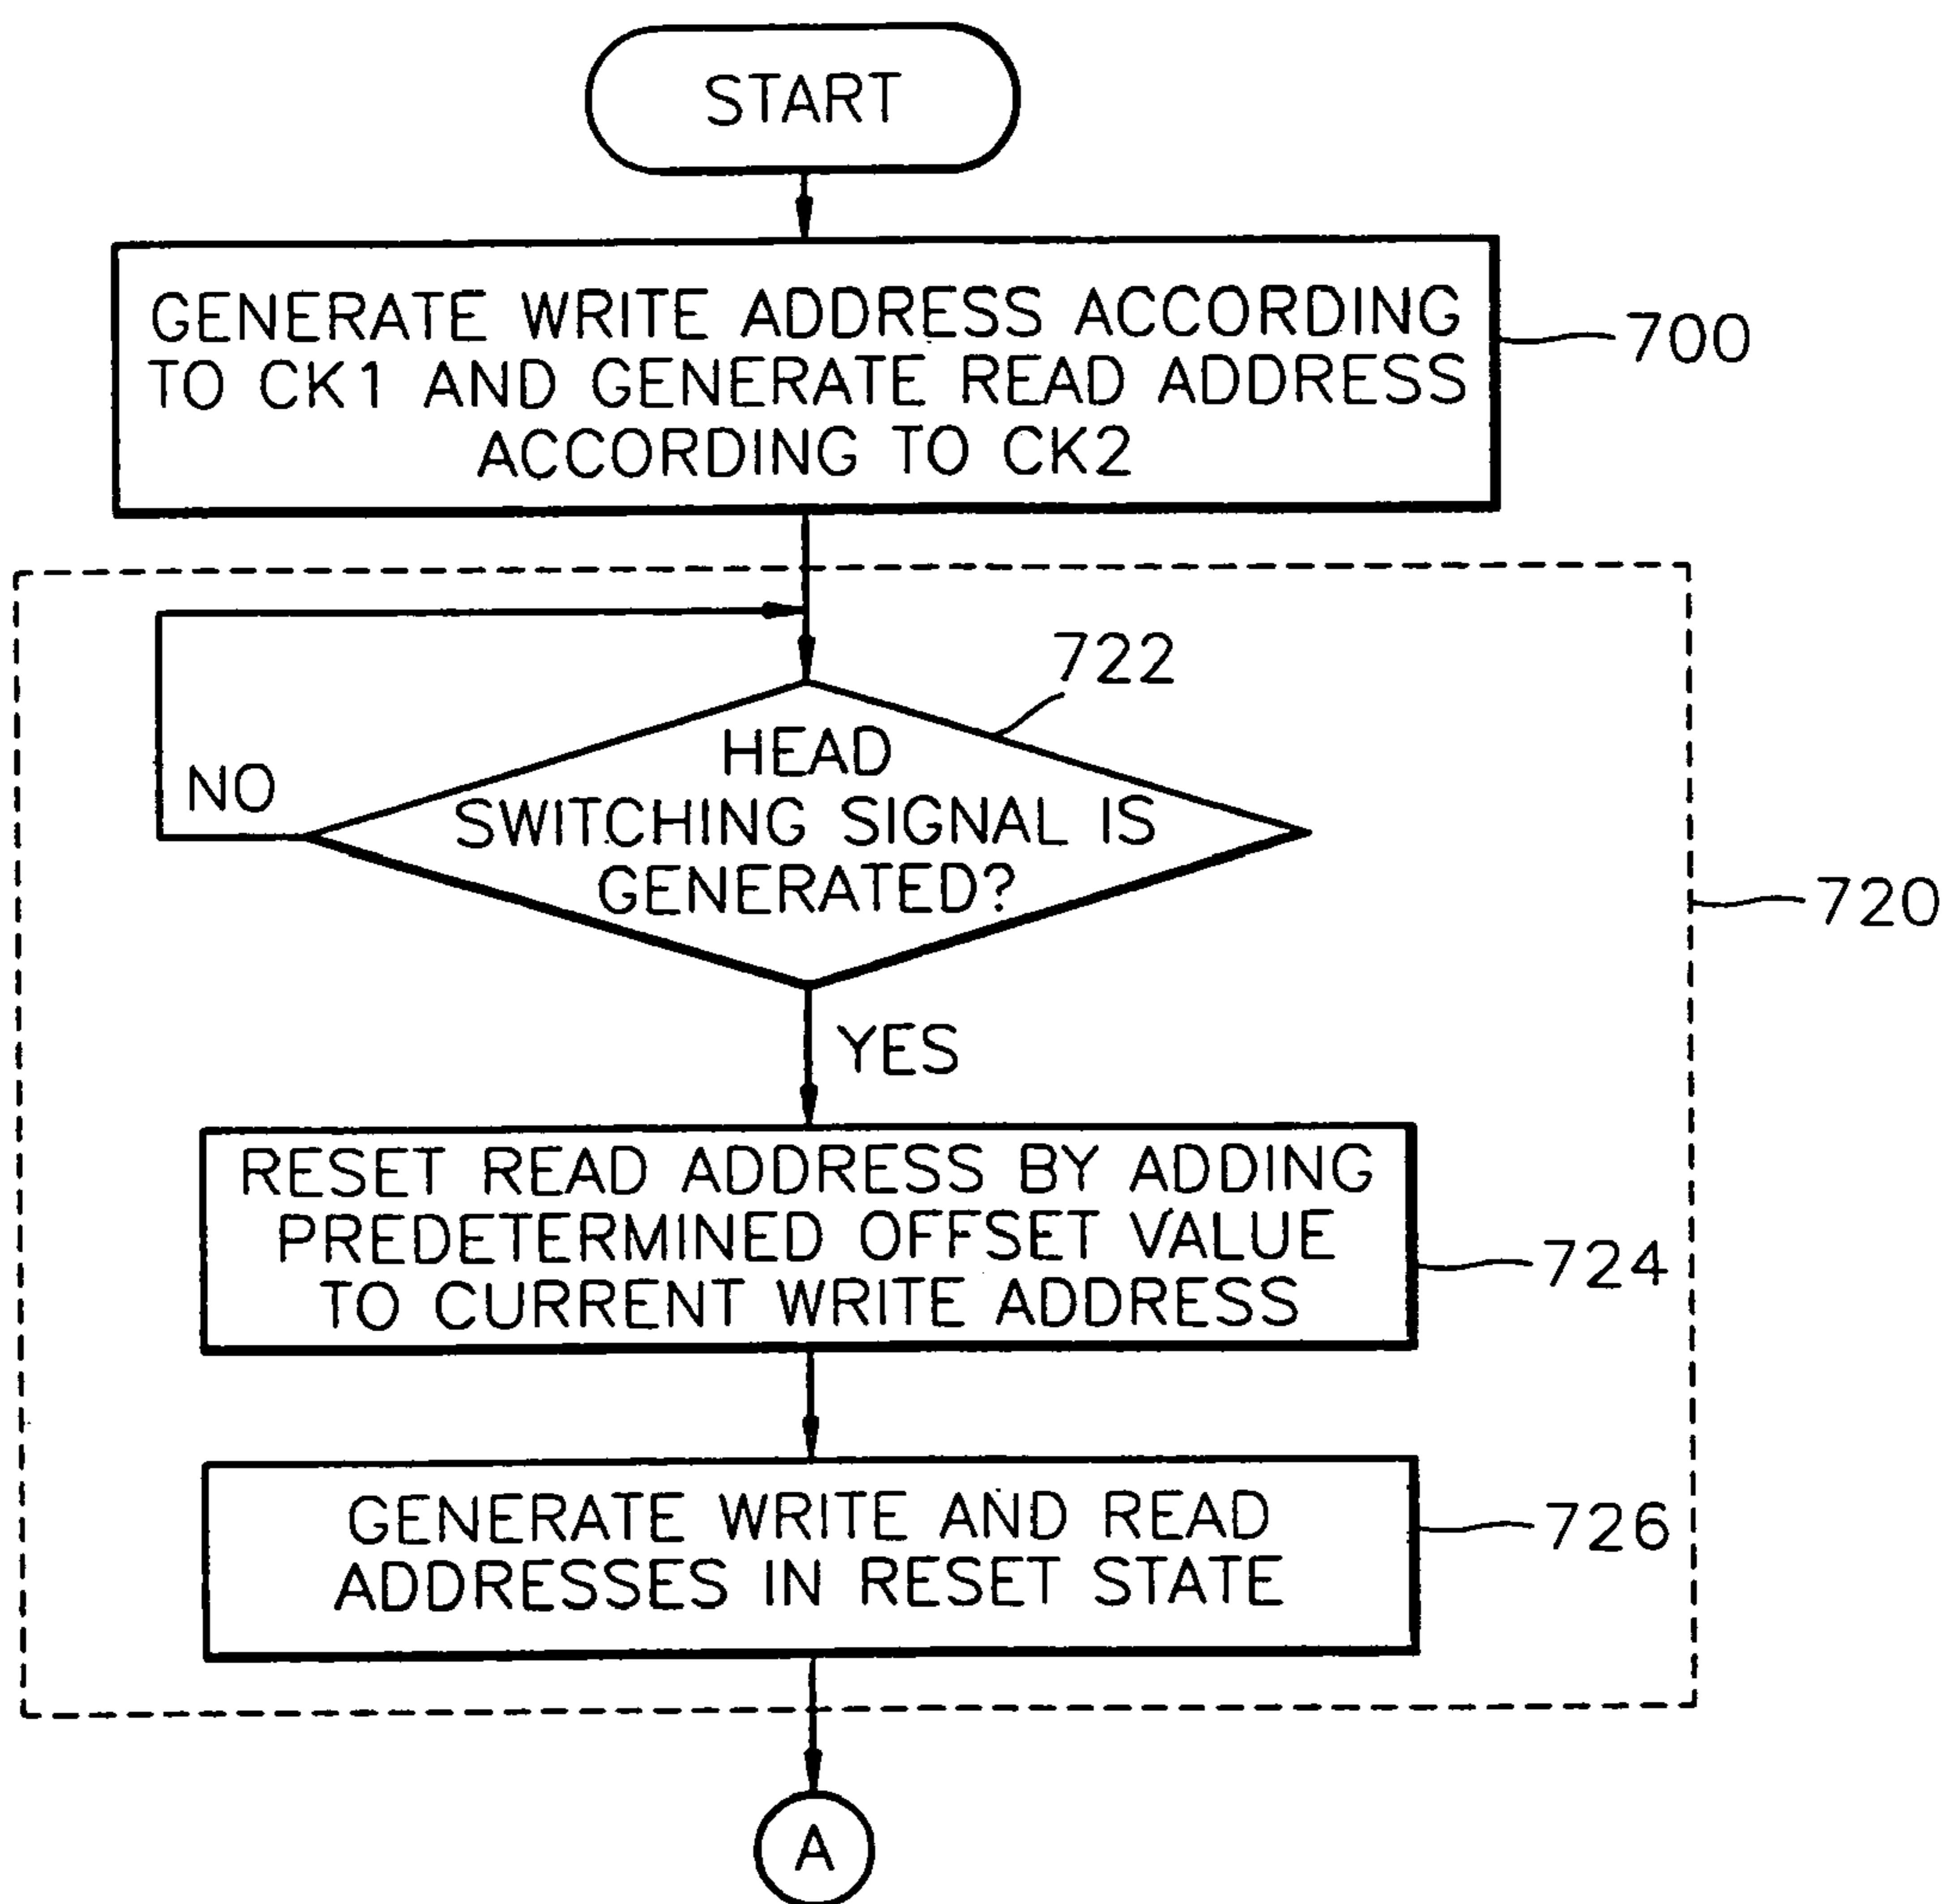 START
GENERATE WRITE ADDRESS ACCORDING
TO CK1 AND GENERATE READ ADDRESS
ACCORDING TO CK2
700
722
HEAD
SWITCHING SIGNAL IS
GENERATED?
NO
720
YES
RESET READ ADDRESS BY ADDING
PREDETERMINED OFFSET VALUE
TO CURRENT WRITE ADDRESS
724
GENERATE WRITE AND READ
ADDRESSES IN RESET STATE
726
A